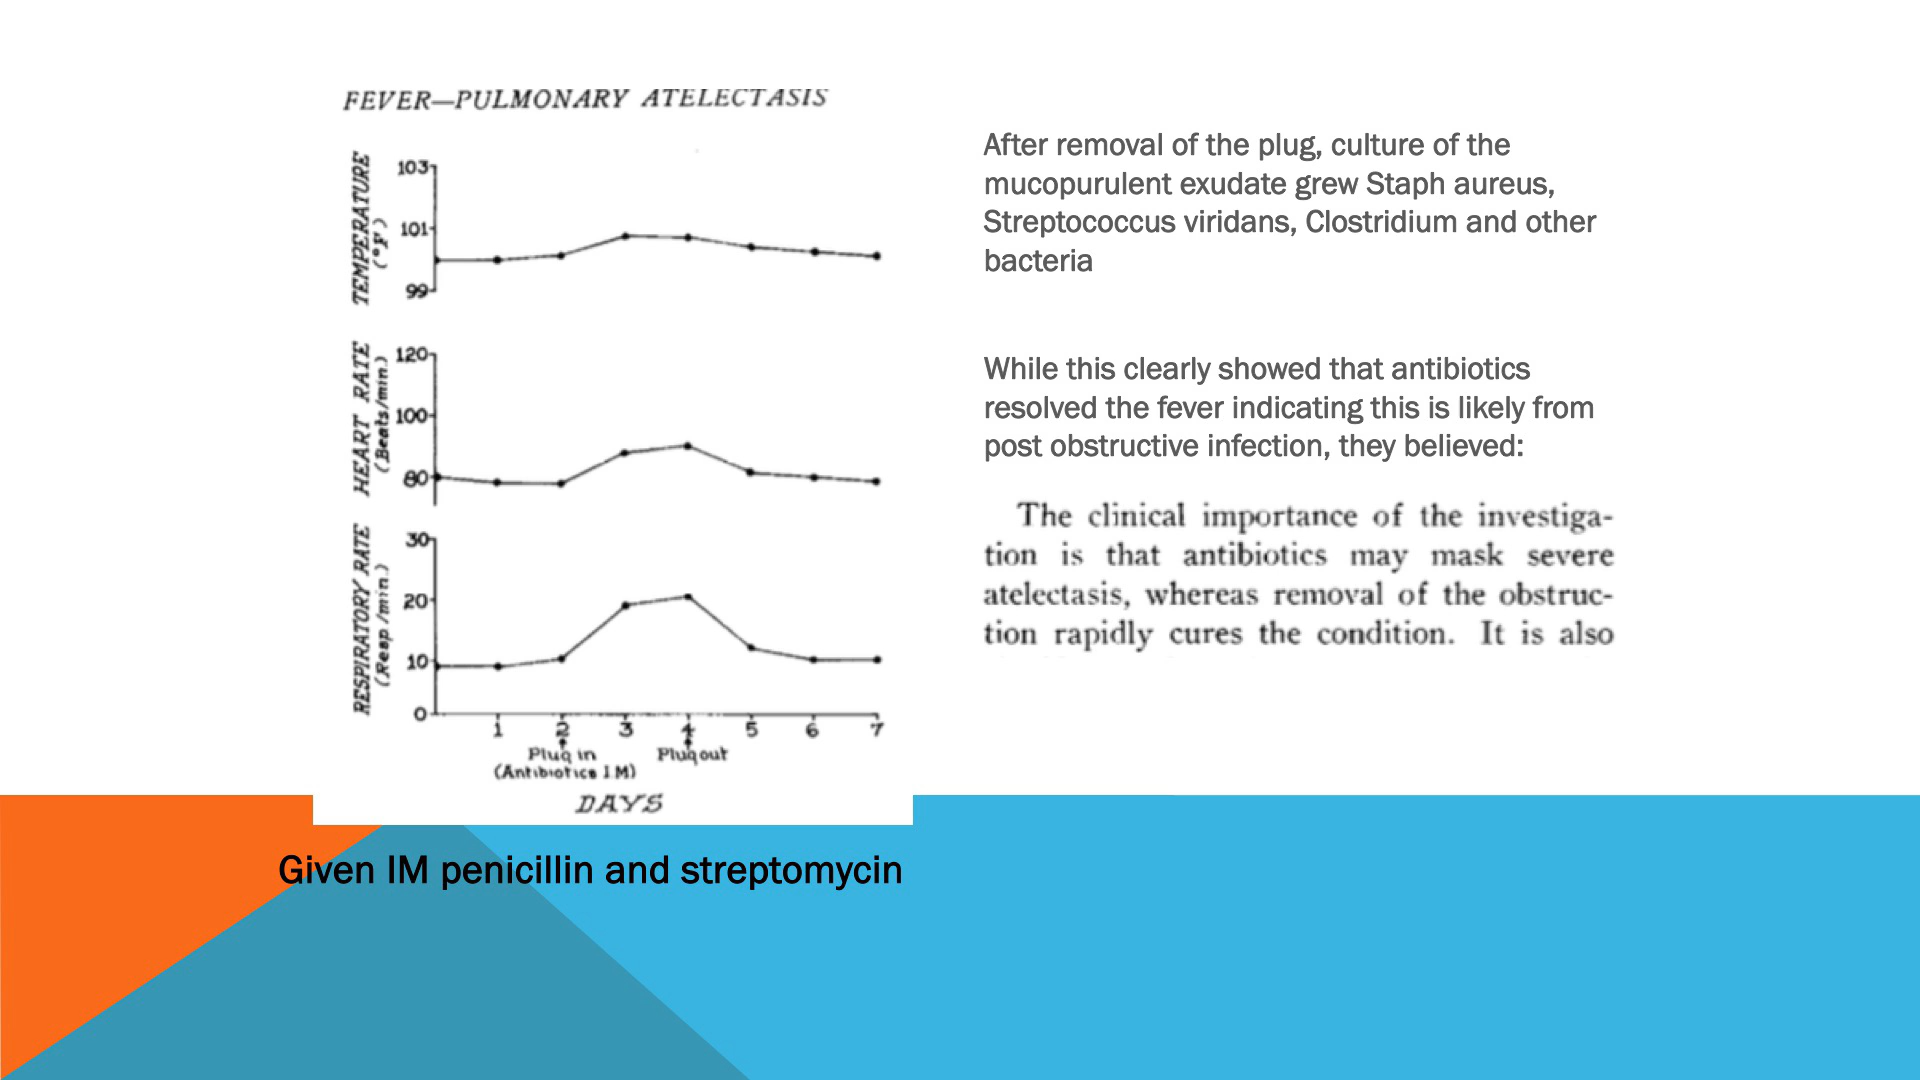 FEVER—PULMONARY ATELECTASIS
TEMPERATURE
(°F)
103
101
99
HEART RATE
(Beats/min.)
120
100
80
RESPIRATORY RATE
(Resp./min.)
30
20
10
0
1 2 3 4 5 6 7
Plug in
(Antibiotics I.M)
Plug out
DAYS
Given IM penicillin and streptomycin
After removal of the plug, culture of the
mucopurulent exudate grew Staph aureus,
Streptococcus viridans, Clostridium and other
bacteria
While this clearly showed that antibiotics
resolved the fever indicating this is likely from
post obstructive infection, they believed:
The clinical importance of the investiga-
tion is that antibiotics may mask severe
atelectasis, whereas removal of the obstruc-
tion rapidly cures the condition. It is also